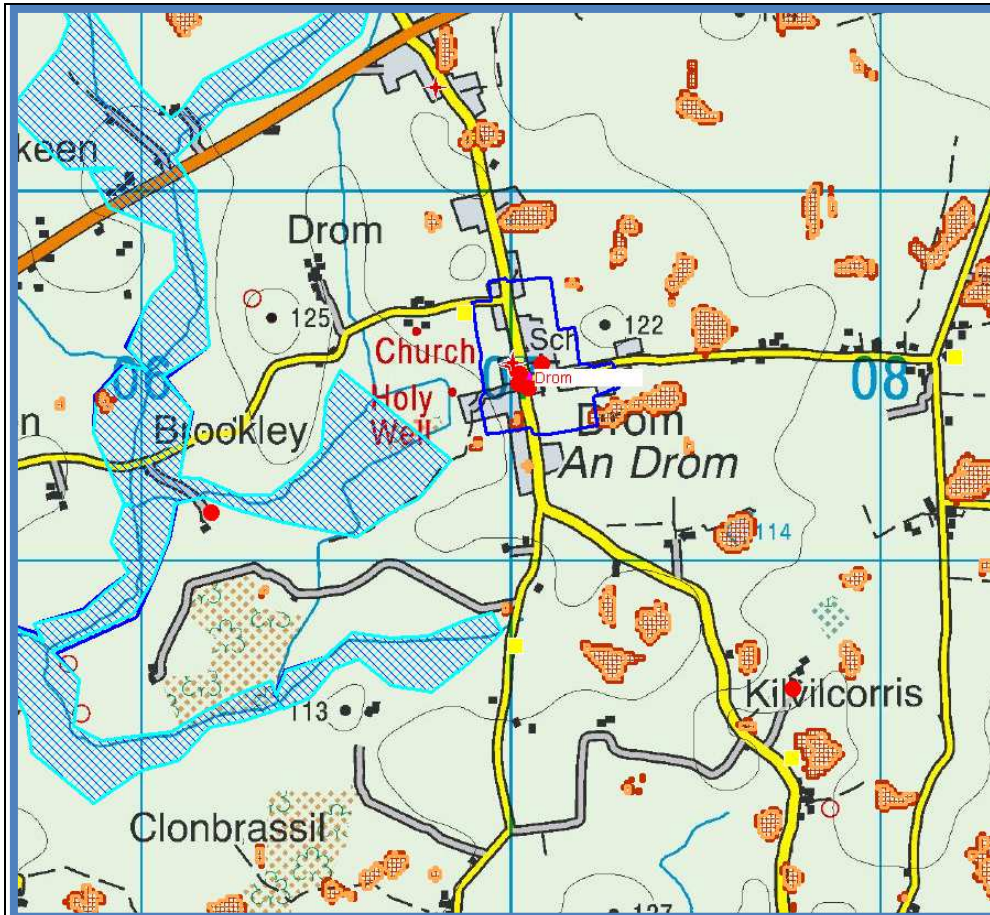 keen
Drom
125
122
Sch
Church
Drom
06
08
Holy
Well
n
Brookley
Drom
An Drom
114
Kilvilcorris
113
Clonbrassil
127